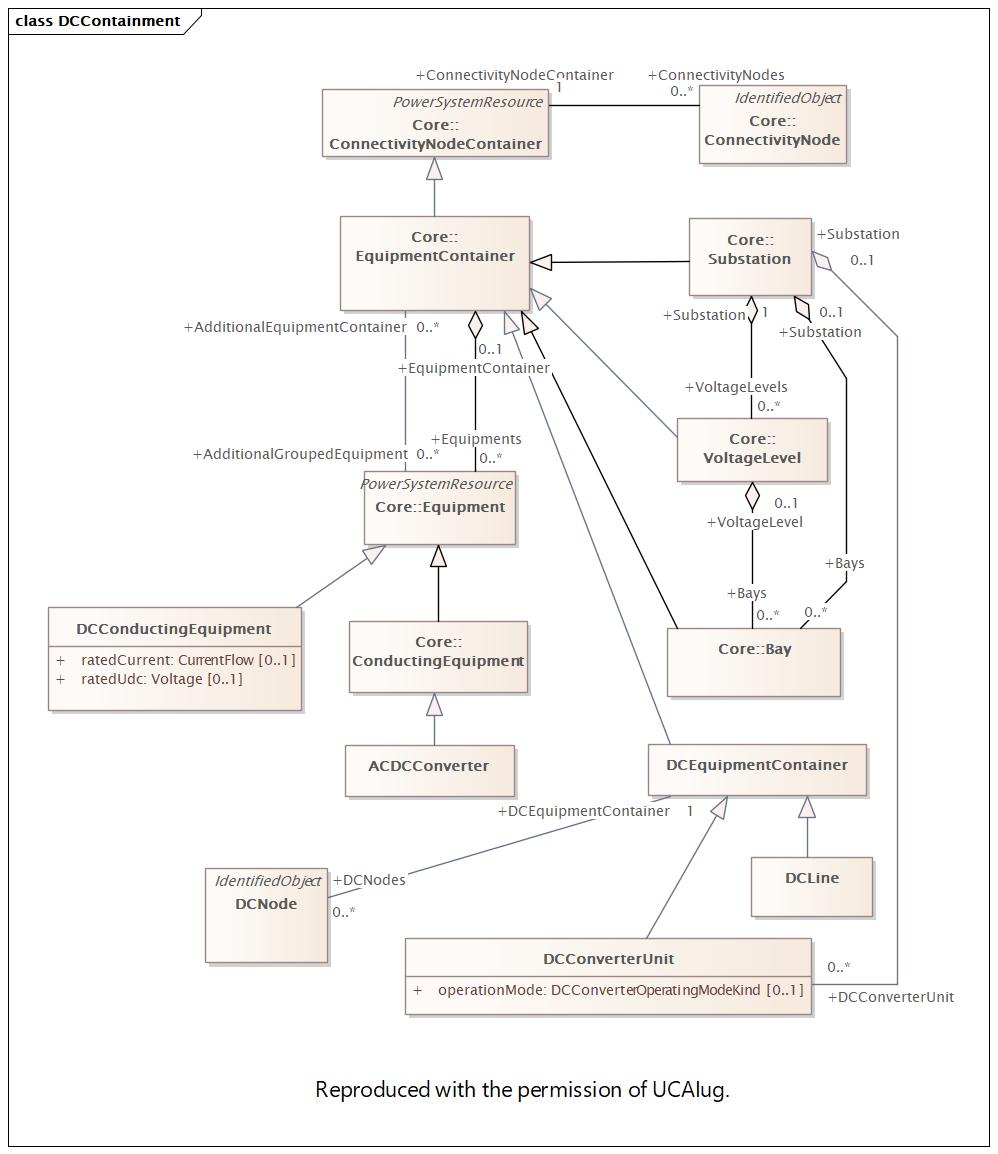 class DCContainment
+ConnectivityNodeContainer
+ConnectivityNodes
1
0..*
PowerSystemResource
Core::
ConnectivityNodeContainer
IdentifiedObject
Core::
ConnectivityNode
Core::
EquipmentContainer
Core::
Substation
+Substation
0..1
+AdditionalEquipmentContainer 0..*
0..1
+EquipmentContainer
+Substation 1
0..1
+Substation
+VoltageLevels
0..*
+AdditionalGroupedEquipment 0..*
+Equipments
0..*
Core::
VoltageLevel
PowerSystemResource
Core::Equipment
0..1
+VoltageLevel
+Bays
+Bays
0..*
0..*
DCConductingEquipment
+ ratedCurrent: CurrentFlow [0..1]
+ ratedUdc: Voltage [0..1]
Core::
ConductingEquipment
Core::Bay
ACDCConverter
DCEquipmentContainer
+DCEquipmentContainer 1
IdentifiedObject
DCNode
+DCNodes
0..*
DCLine
DCConverterUnit
+ operationMode: DCConverterOperatingModeKind [0..1]
0..*
+DCConverterUnit
Reproduced with the permission of UCAIug.